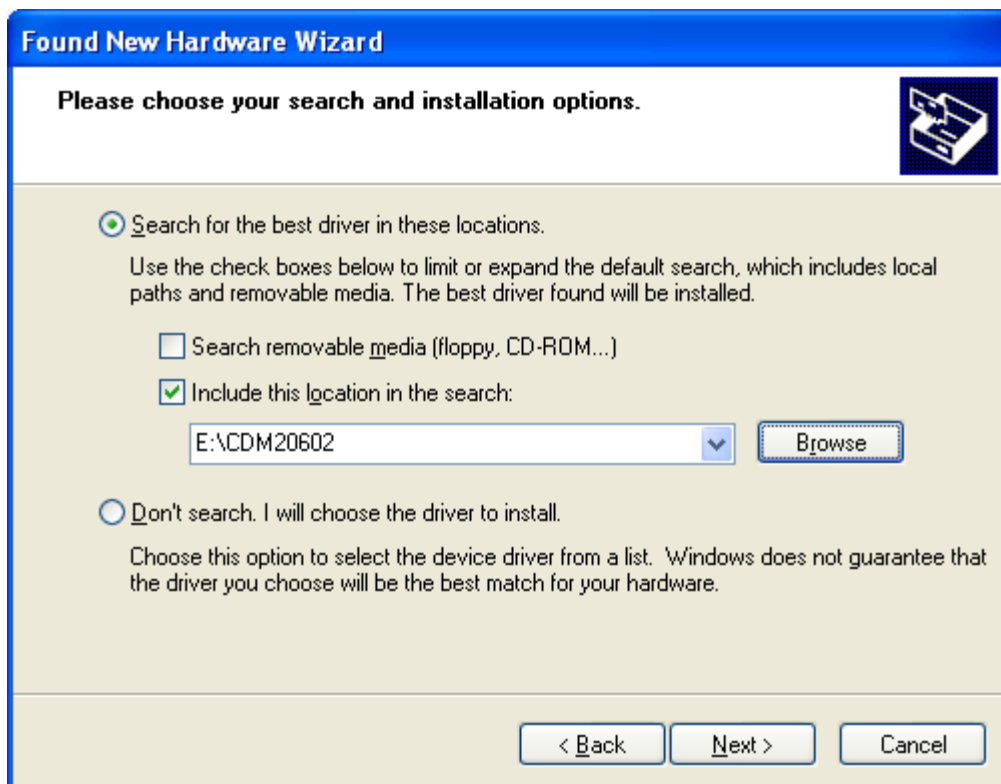 Found New Hardware Wizard
Please choose your search and installation options.
Search for the best driver in these locations.
Use the check boxes below to limit or expand the default search, which includes local
paths and removable media. The best driver found will be installed.
Search removable media (floppy, CD-ROM...)
Include this location in the search:
E:\CDM20602
Browse
Don't search. I will choose the driver to install.
Choose this option to select the device driver from a list.  Windows does not guarantee that
the driver you choose will be the best match for your hardware.
< Back
Next >
Cancel